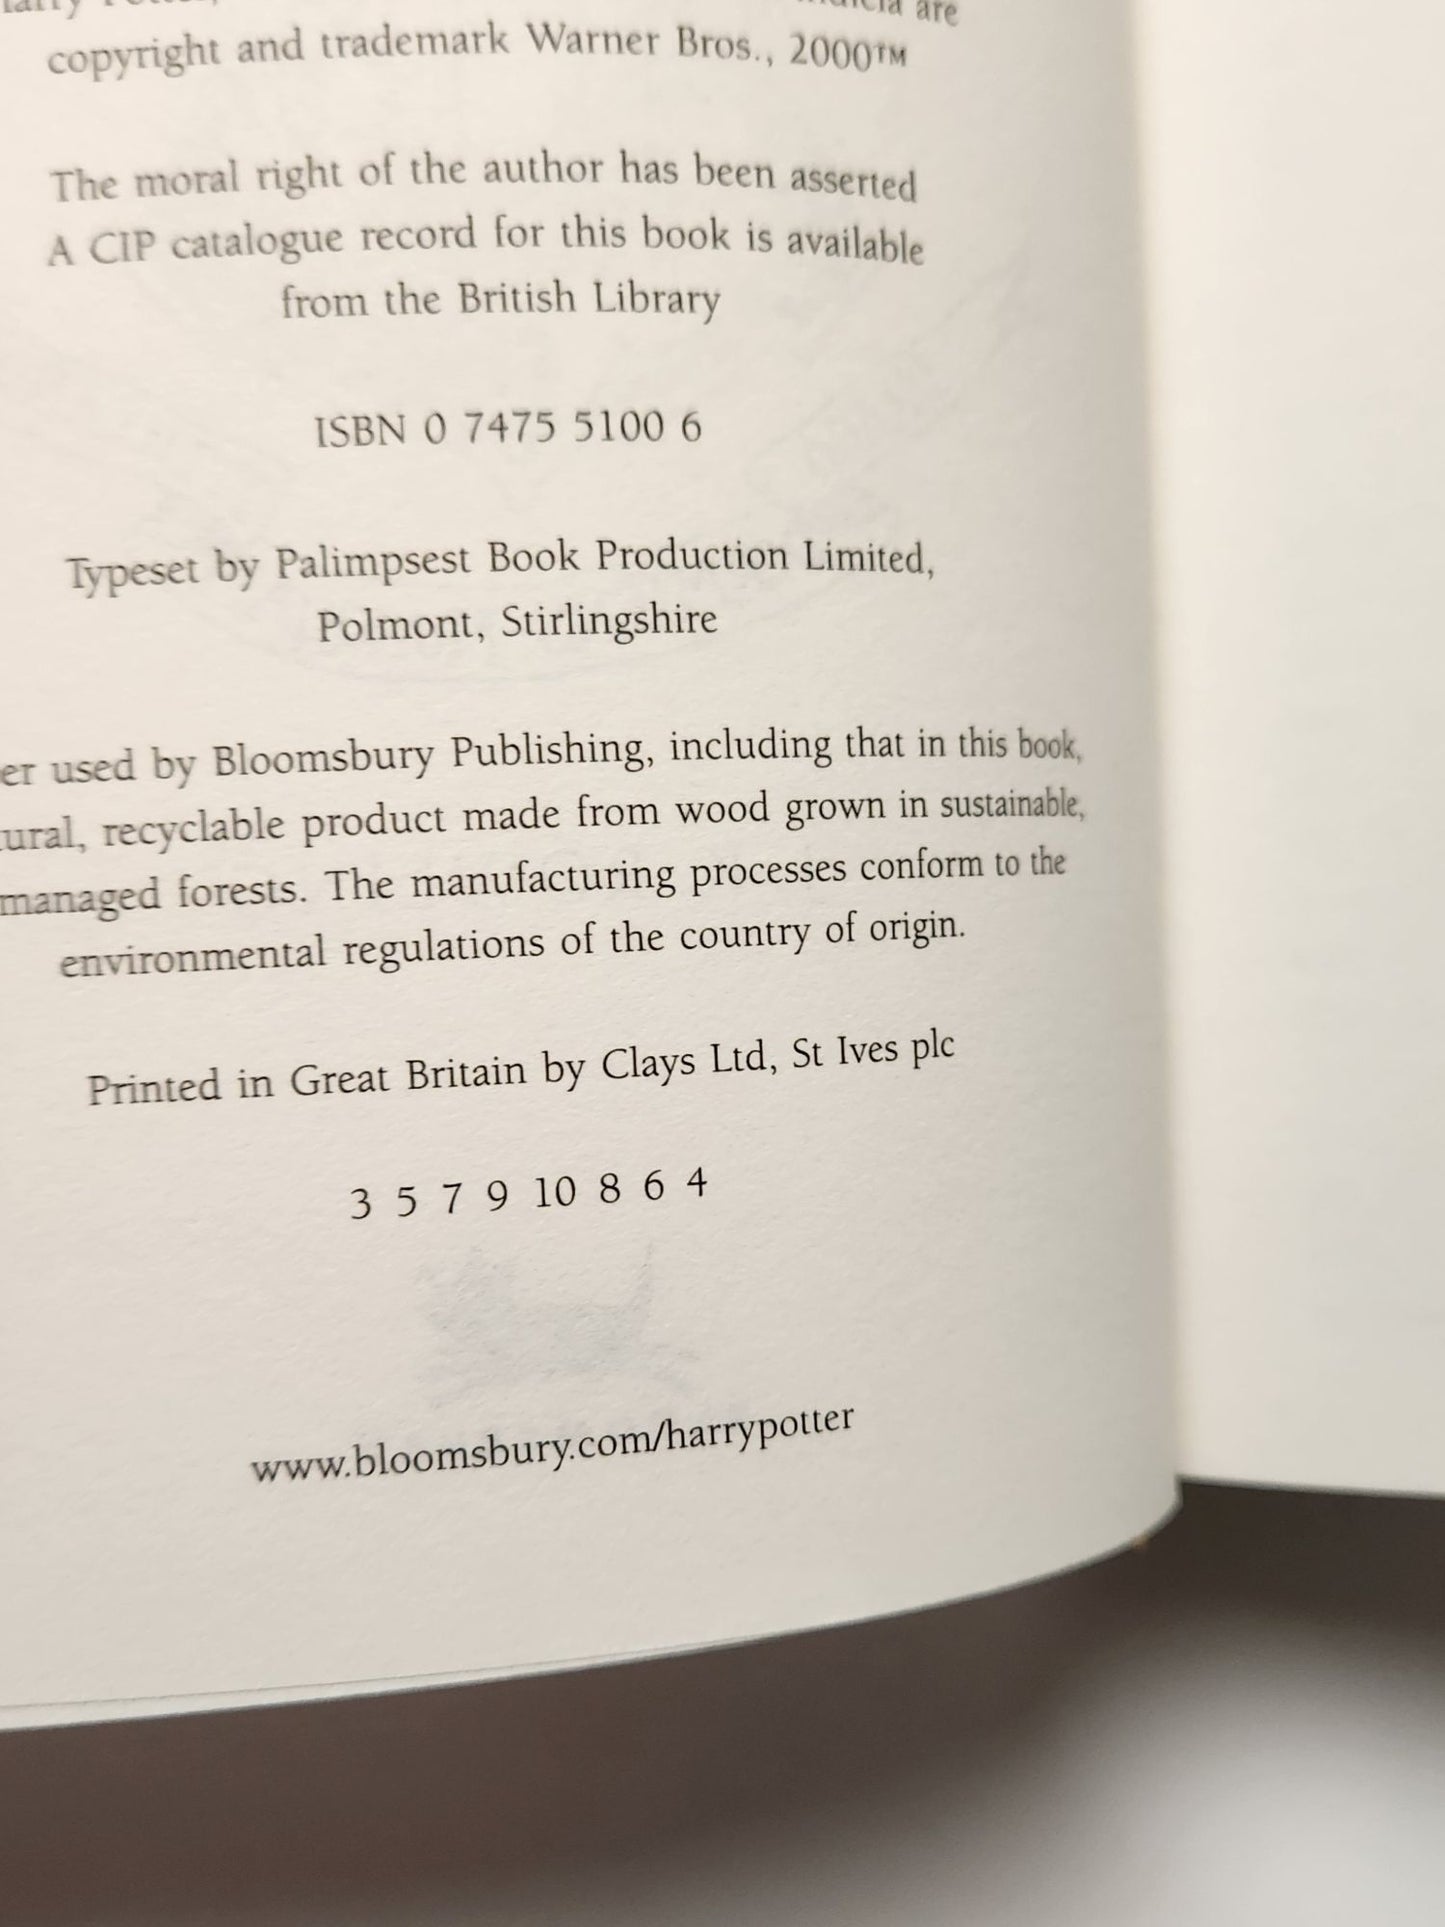 are
copyright and trademark Warner Bros., 2000™
The moral right of the author has been asserted
A CIP catalogue record for this book is available
from the British Library
ISBN 0 7475 5100 6
Typeset by Palimpsest Book Production Limited,
Polmont, Stirlingshire
er used by Bloomsbury Publishing, including that in this book,
tural, recyclable product made from wood grown in sustainable,
managed forests. The manufacturing processes conform to the
environmental regulations of the country of origin.
Printed in Great Britain by Clays Ltd, St Ives plc
3 5 7 9 10 8 6 4
www.bloomsbury.com/harrypotter